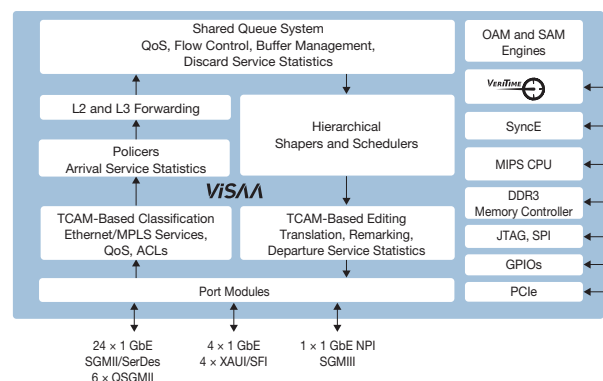 Shared Queue System
QoS, Flow Control, Buffer Management,
Discard Service Statistics
L2 and L3 Forwarding
Policers
Arrival Service Statistics
Hierarchical
Shapers and Schedulers
ViSAA
TCAM-Based Classification
Ethernet/MPLS Services,
QoS, ACLs
TCAM-Based Editing
Translation, Remarking,
Departure Service Statistics
Port Modules
OAM and SAM
Engines
VERITIME
SyncE
MIPS CPU
DDR3
Memory Controller
JTAG, SPI
GPIOs
PCIe
24 × 1 GbE
SGMII/SerDes
6 × QSGMII
4 × 1 GbE
4 × XAUI/SFI
1 × 1 GbE NPI
SGMIII